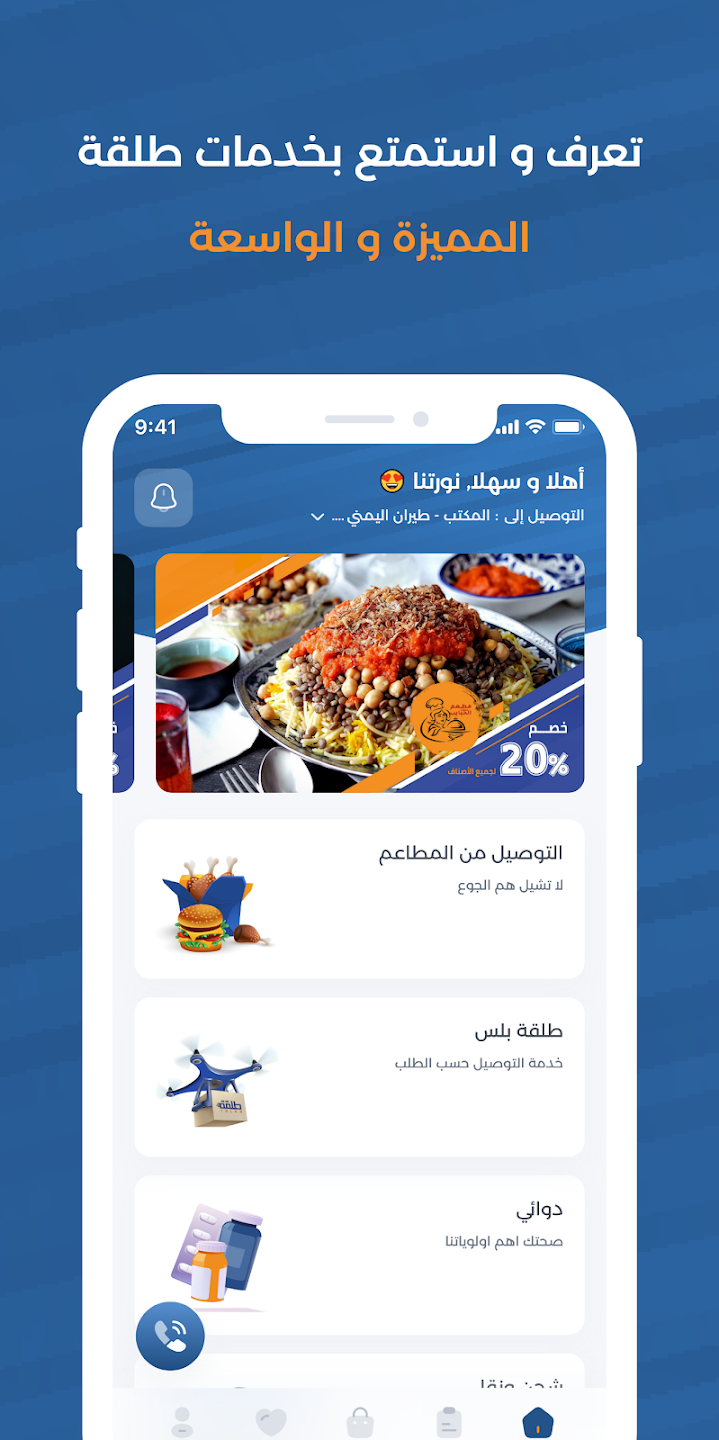 تعرف و استمتع بخدمات طلقة
المميزة و الواسعة
9:41
أهلا و سهلا, نورتنا 😍
التوصيل إلى : المكتب - طيران اليمني ....
خصم
20%
لجميع الأصناف
%
التوصيل من المطاعم
لا تشيل هم الجوع
طلقة بلس
خدمة التوصيل حسب الطلب
طلقة
دوائي
صحتك اهم اولوياتنا
شحن ونقل